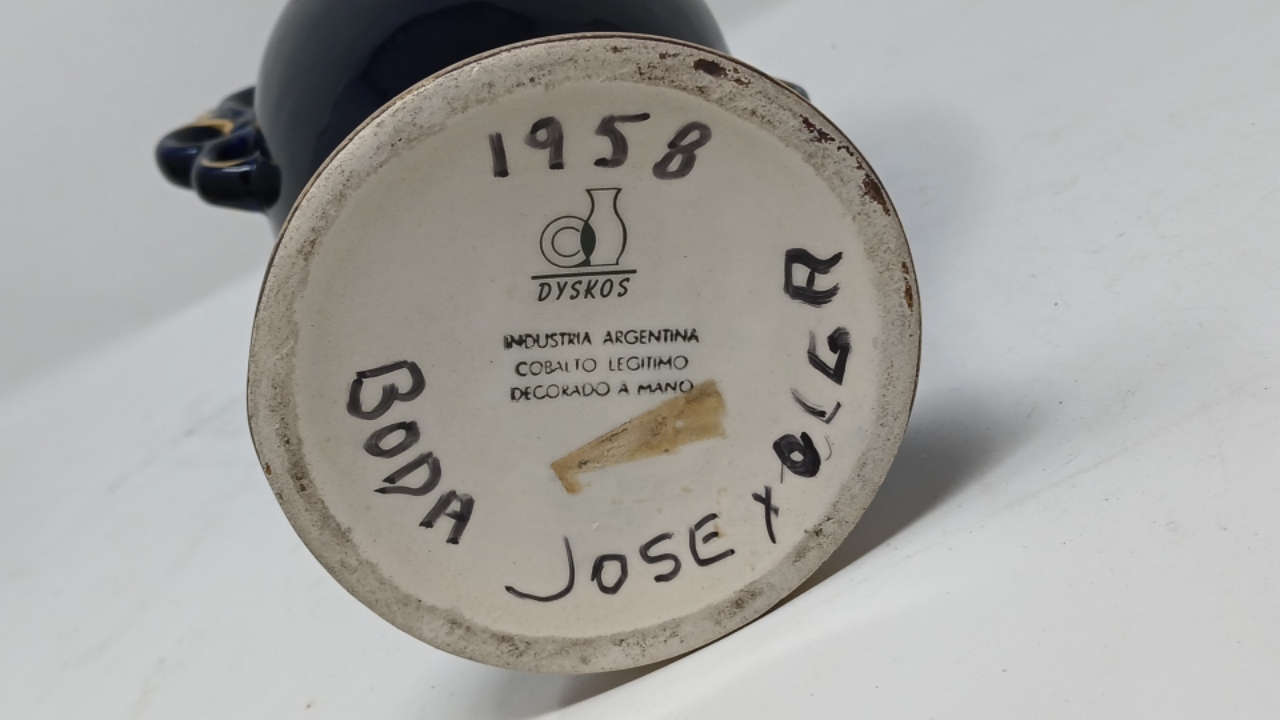 1958
DYSKOS
INDUSTRIA ARGENTINA
COBALTO LEGITIMO
DECORADO A MANO
BODA JOSE Y OLGA